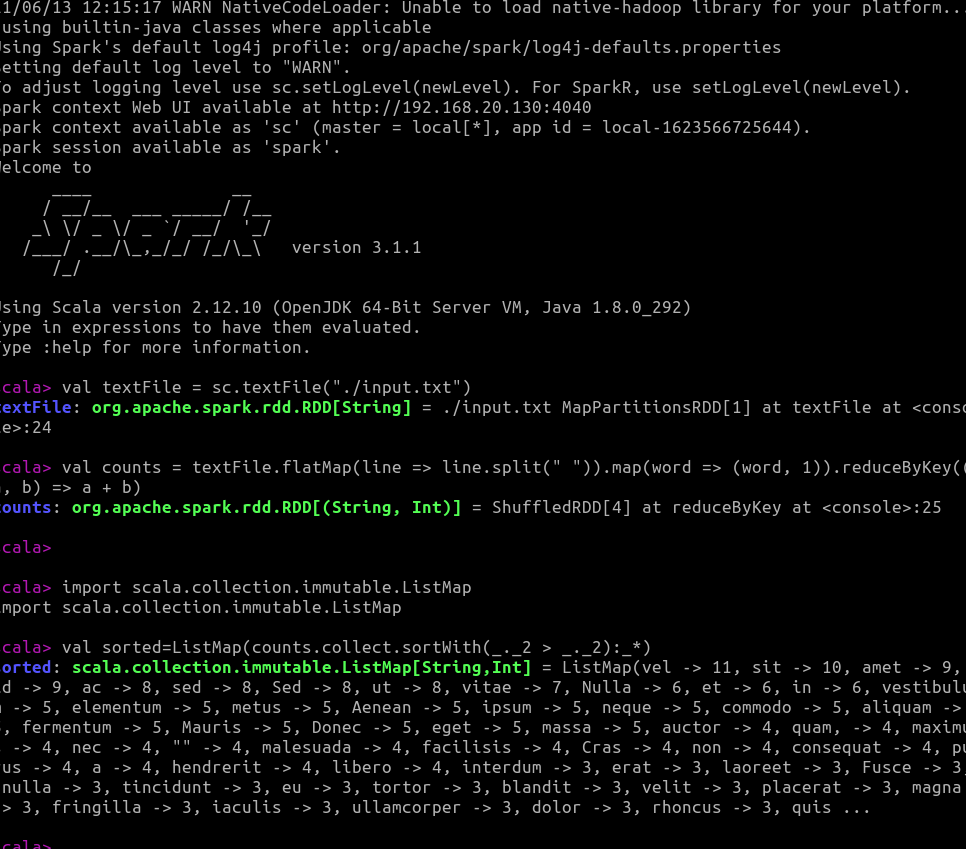 1/06/13 12:15:17 WARN NativeCodeLoader: Unable to load native-hadoop library for your platform...
using builtin-java classes where applicable
Using Spark's default log4j profile: org/apache/spark/log4j-defaults.properties
etting default log level to "WARN".
To adjust logging level use sc.setLogLevel(newLevel). For SparkR, use setLogLevel(newLevel).
park context Web UI available at http://192.168.20.130:4040
park context available as 'sc' (master = local[*], app id = local-1623566725644).
park session available as 'spark'.
Welcome to
      ____              __
     / __/__  ___ _____/ /__
    _\ \/ _ \/ _ `/ __/  '_/
   /___/ .__/\_,_/_/ /_/\_\   version 3.1.1
      /_/
Using Scala version 2.12.10 (OpenJDK 64-Bit Server VM, Java 1.8.0_292)
Type in expressions to have them evaluated.
Type :help for more information.
cala> val textFile = sc.textFile("./input.txt")
textFile: org.apache.spark.rdd.RDD[String] = ./input.txt MapPartitionsRDD[1] at textFile at <conso
le>:24
cala> val counts = textFile.flatMap(line => line.split(" ")).map(word => (word, 1)).reduceByKey((
, b) => a + b)
counts: org.apache.spark.rdd.RDD[(String, Int)] = ShuffledRDD[4] at reduceByKey at <console>:25
cala>
cala> import scala.collection.immutable.ListMap
import scala.collection.immutable.ListMap
cala> val sorted=ListMap(counts.collect.sortWith(_._2 > _._2):_*)
sorted: scala.collection.immutable.ListMap[String,Int] = ListMap(vel -> 11, sit -> 10, amet -> 9,
id -> 9, ac -> 8, sed -> 8, Sed -> 8, ut -> 8, vitae -> 7, Nulla -> 6, et -> 6, in -> 6, vestibulu
m -> 5, elementum -> 5, metus -> 5, Aenean -> 5, ipsum -> 5, neque -> 5, commodo -> 5, aliquam ->
, fermentum -> 5, Mauris -> 5, Donec -> 5, eget -> 5, massa -> 5, auctor -> 4, quam, -> 4, maximu
 -> 4, nec -> 4, "" -> 4, malesuada -> 4, facilisis -> 4, Cras -> 4, non -> 4, consequat -> 4, pu
rus -> 4, a -> 4, hendrerit -> 4, libero -> 4, interdum -> 3, erat -> 3, laoreet -> 3, Fusce -> 3,
nulla -> 3, tincidunt -> 3, eu -> 3, tortor -> 3, blandit -> 3, velit -> 3, placerat -> 3, magna
-> 3, fringilla -> 3, iaculis -> 3, ullamcorper -> 3, dolor -> 3, rhoncus -> 3, quis ...
cala>